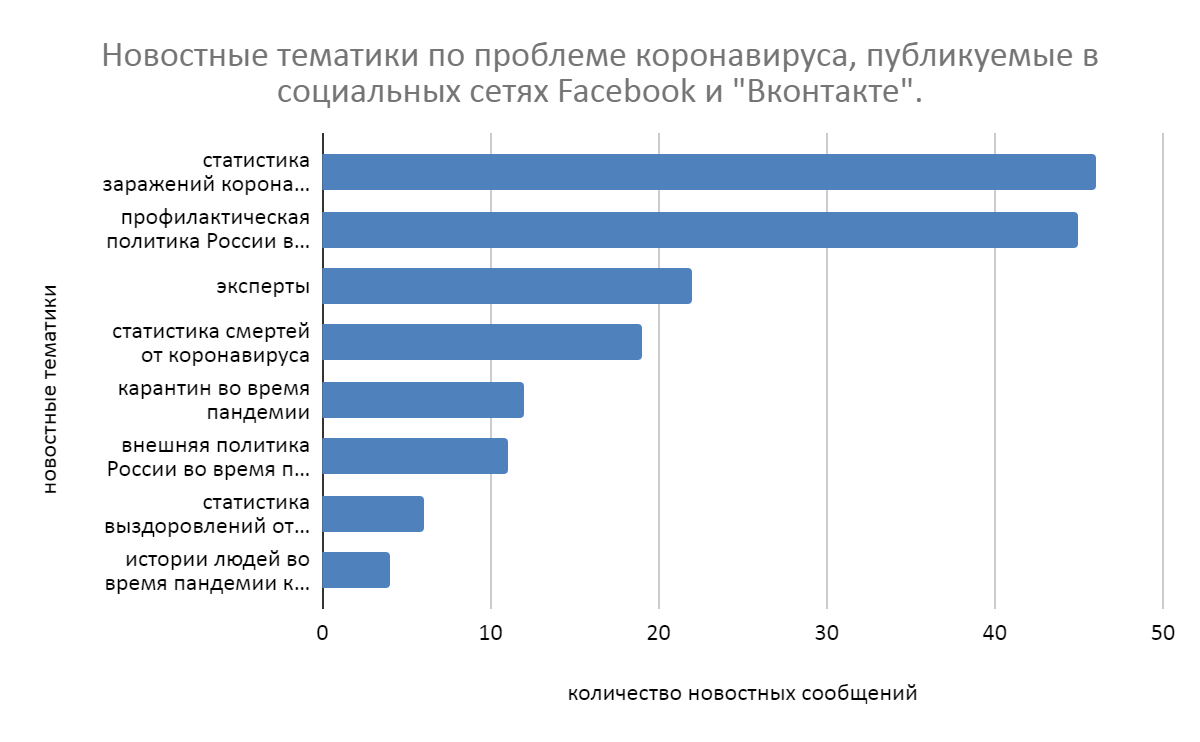 Новостные тематики по проблеме коронавируса, публикуемые в
социальных сетях Facebook и "Вконтакте".
статистика
заражений корона...
профилактическая
политика России в...
эксперты
статистика смертей
от коронавируса
карантин во время
пандемии
внешняя политика
России во время п...
статистика
выздоровлений от...
истории людей во
время пандемии к...
новостные тематики
0 10 20 30 40 50
количество новостных сообщений